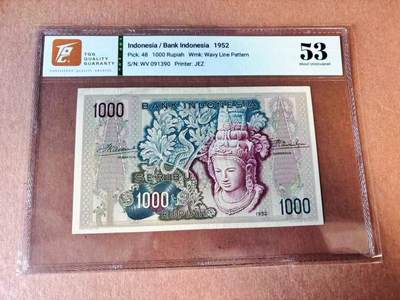 TQG
QUALITY
GUARANTY
Indonesia / Bank Indonesia 1952
Pick: 48 1000 Rupiah Wmk: Wavy Line Pattern
S/N: WV 091390 Printer: JEZ
53
1000
BANK INDONESIA
SERIBU
1000
RUPIAH
1952
1000